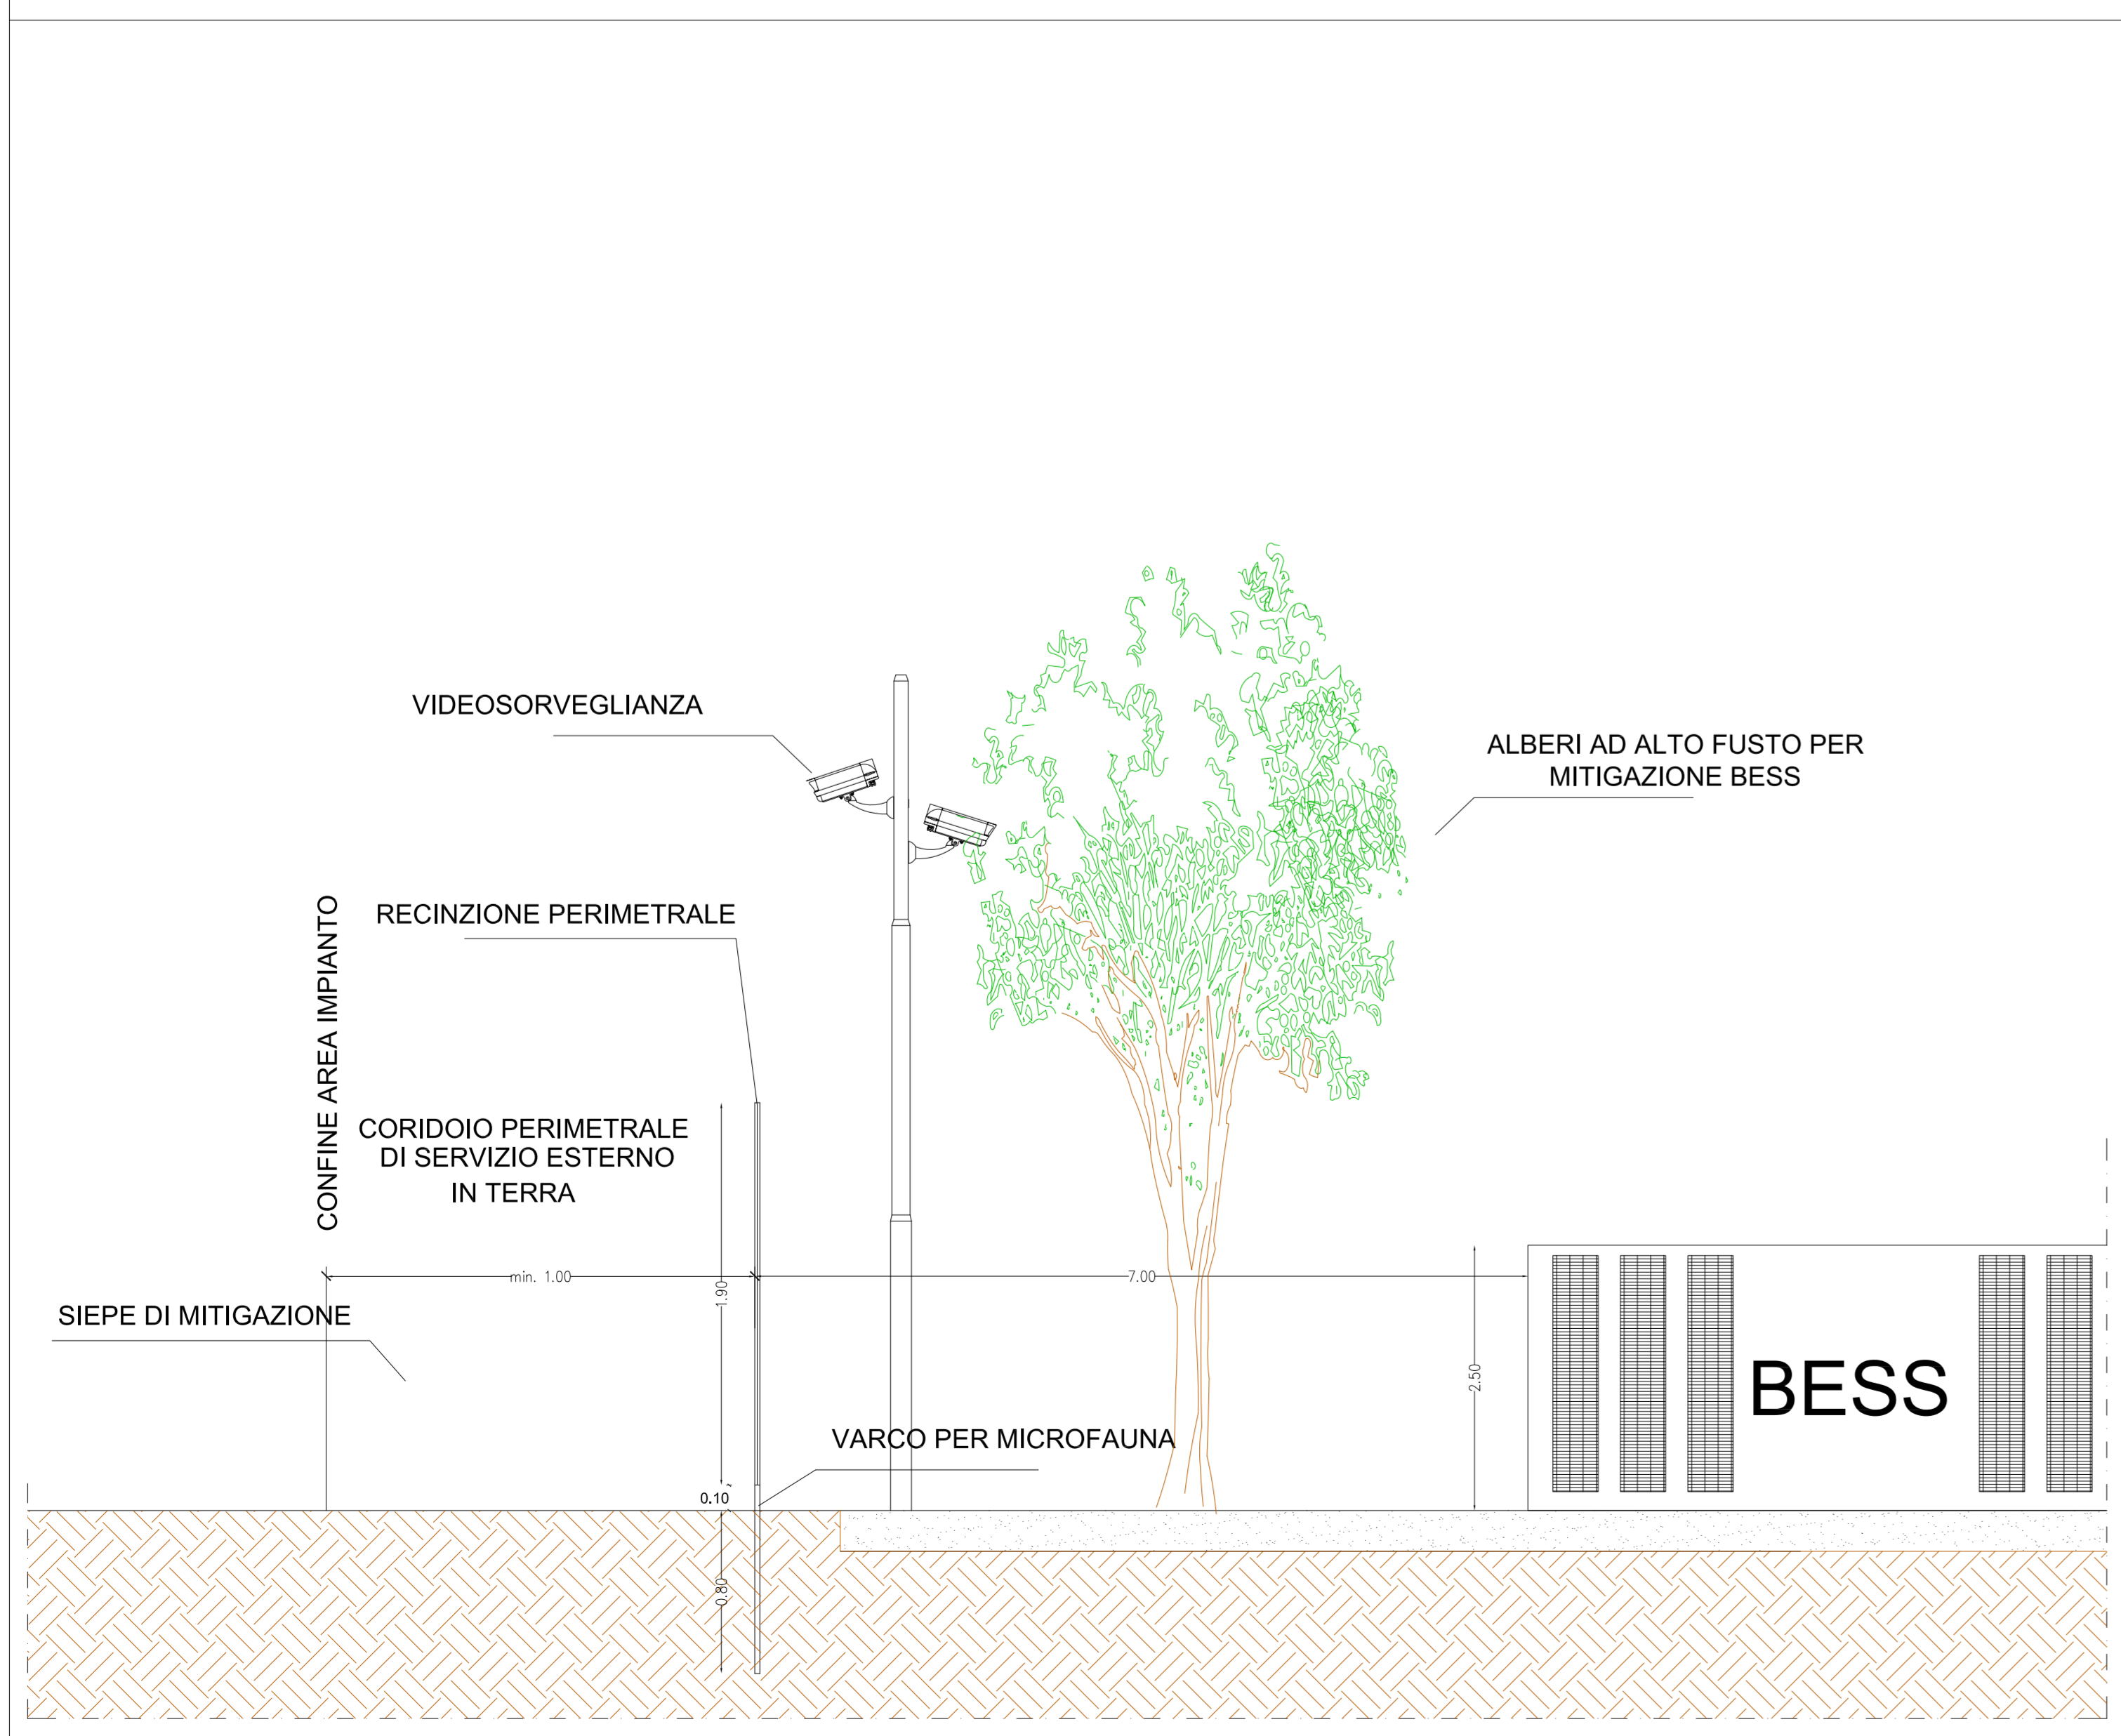 VIDEOSORVEGLIANZA
ALBERI AD ALTO FUSTO PER
MITIGAZIONE BESS
RECINZIONE PERIMETRALE
CONFINE AREA IMPIANTO
CORIDOIO PERIMETRALE
DI SERVIZIO ESTERNO
IN TERRA
min. 1.00
7.00
1.90
SIEPE DI MITIGAZIONE
2.50
BESS
VARCO PER MICROFAUNA
0.10
0.80